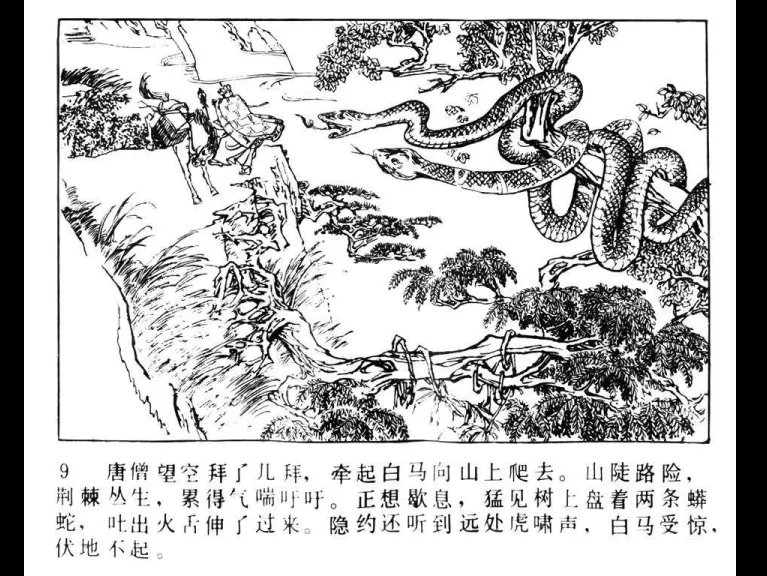 9 唐僧望空拜了几拜，牵起白马向山上爬去。山陡路险，
荆棘丛生，累得气喘吁吁。正想歇息，猛见树上盘着两条蟒
蛇，吐出火舌伸了过来。隐约还听到远处虎啸声，白马受惊，
伏地不起。